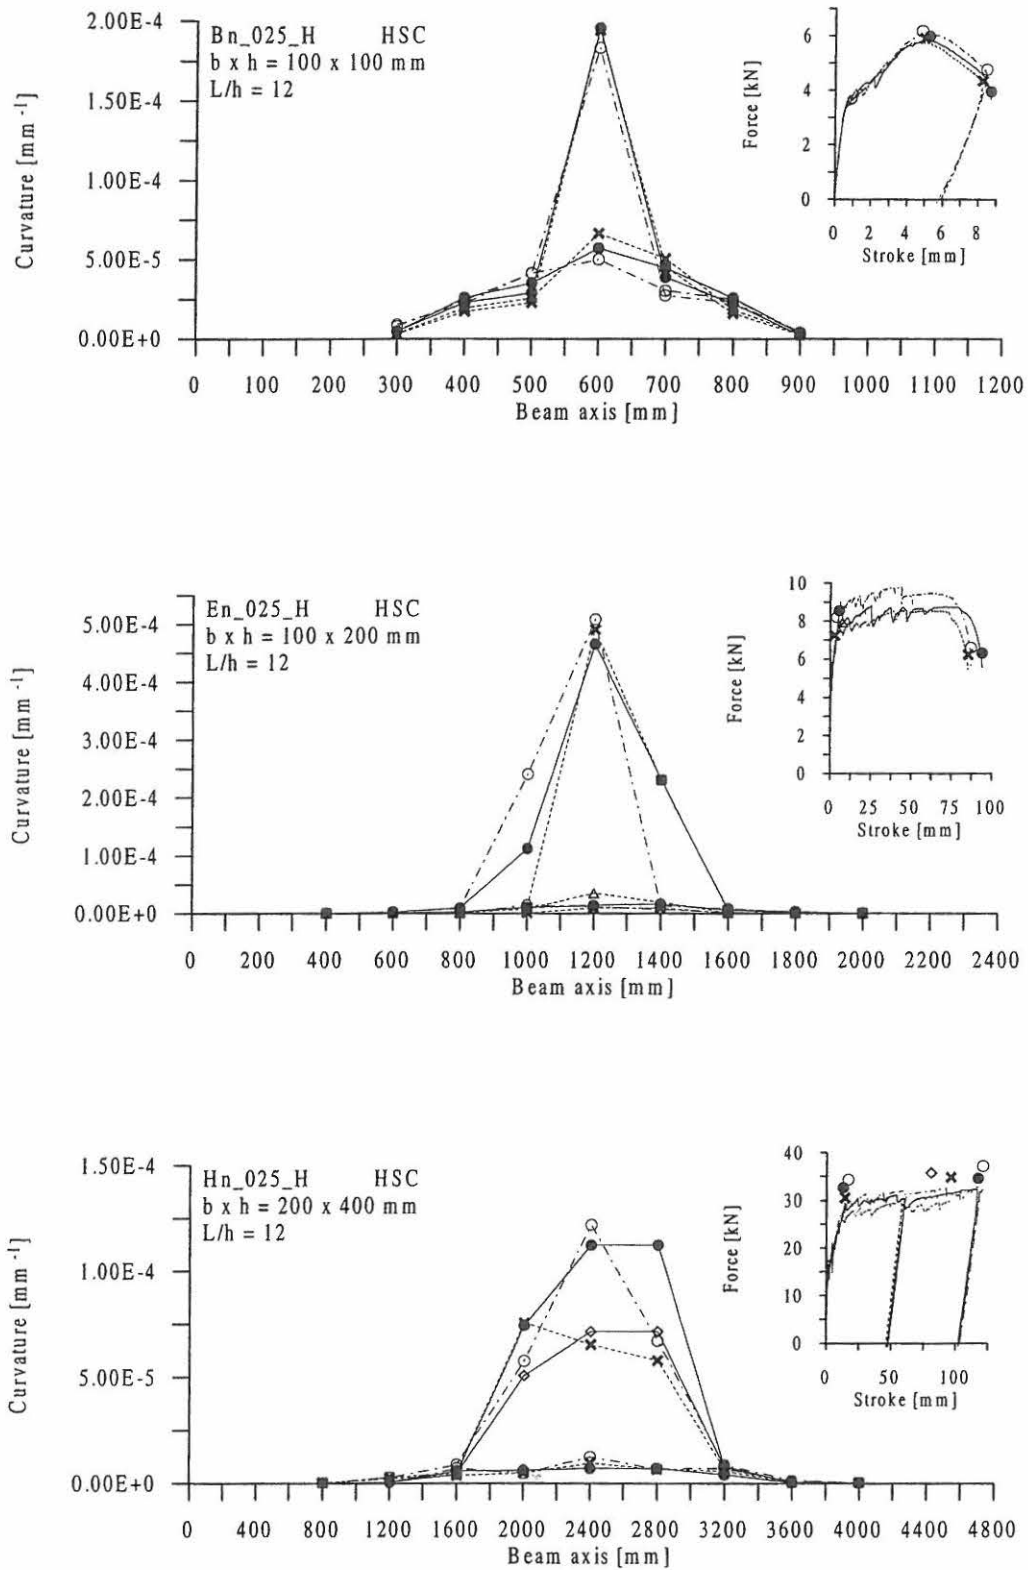 Bn_025_H HSC
b x h = 100 x 100 mm
L/h = 12
Curvature [mm -1]
2.00E-4
1.50E-4
1.00E-4
5.00E-5
0.00E+0
0 100 200 300 400 500 600 700 800 900 1000 1100 1200
Beam axis [mm]
Force [kN]
6
4
2
0
0 2 4 6 8
Stroke [mm]
En_025_H HSC
b x h = 100 x 200 mm
L/h = 12
Curvature [mm -1]
5.00E-4
4.00E-4
3.00E-4
2.00E-4
1.00E-4
0.00E+0
0 200 400 600 800 1000 1200 1400 1600 1800 2000 2200 2400
Beam axis [mm]
Force [kN]
10
8
6
4
2
0
0 25 50 75 100
Stroke [mm]
Hn_025_H HSC
b x h = 200 x 400 mm
L/h = 12
Curvature [mm -1]
1.50E-4
1.00E-4
5.00E-5
0.00E+0
0 400 800 1200 1600 2000 2400 2800 3200 3600 4000 4400 4800
Beam axis [mm]
Force [kN]
40
30
20
10
0
0 50 100
Stroke [mm]